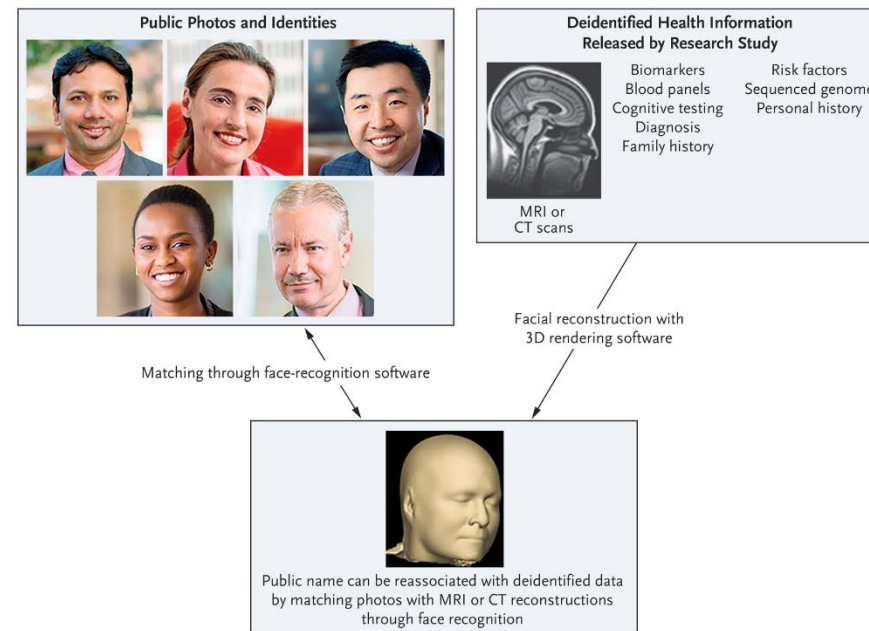 Public Photos and Identities
Deidentified Health Information
Released by Research Study
Biomarkers
Blood panels
Cognitive testing
Diagnosis
Family history
Risk factors
Sequenced genome
Personal history
MRI or
CT scans
Facial reconstruction with
3D rendering software
Matching through face-recognition software
Public name can be reassociated with deidentified data
by matching photos with MRI or CT reconstructions
through face recognition